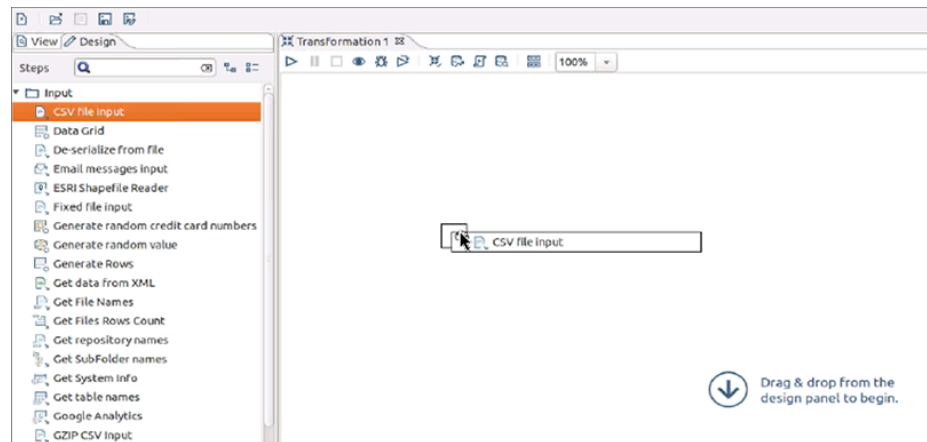 View Design
Transformation 1
Steps
100%
Input
CSV file input
Data Grid
De-serialize from file
Email messages input
ESRI Shapefile Reader
Fixed file input
Generate random credit card numbers
Generate random value
CSV file input
Generate Rows
Get data from XML
Get File Names
Get Files Rows Count
Get repository names
Get SubFolder names
Get System Info
Get table names
Google Analytics
GZIP CSV Input
Drag & drop from the
design panel to begin.